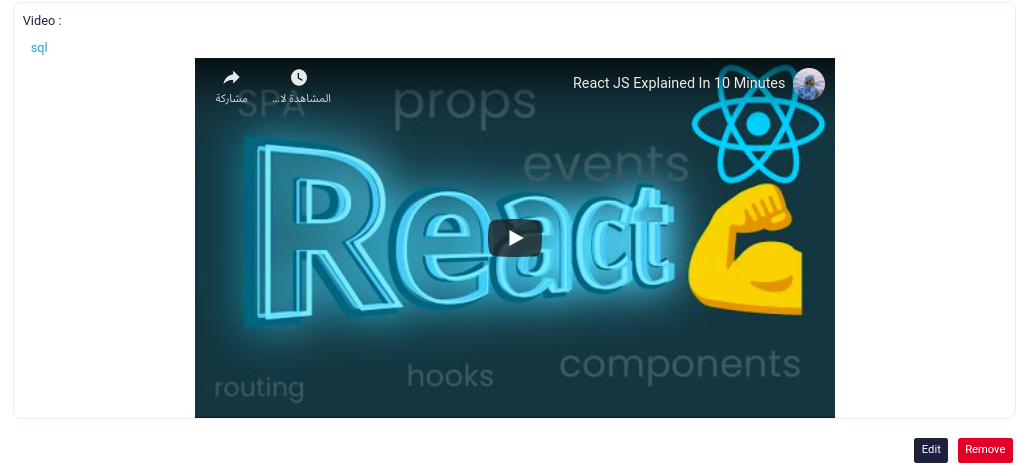 Video :
sql
React JS Explained In 10 Minutes
مشاركة
المشاهدة لا...
SPA
props
events
React
components
hooks
routing
Edit
Remove